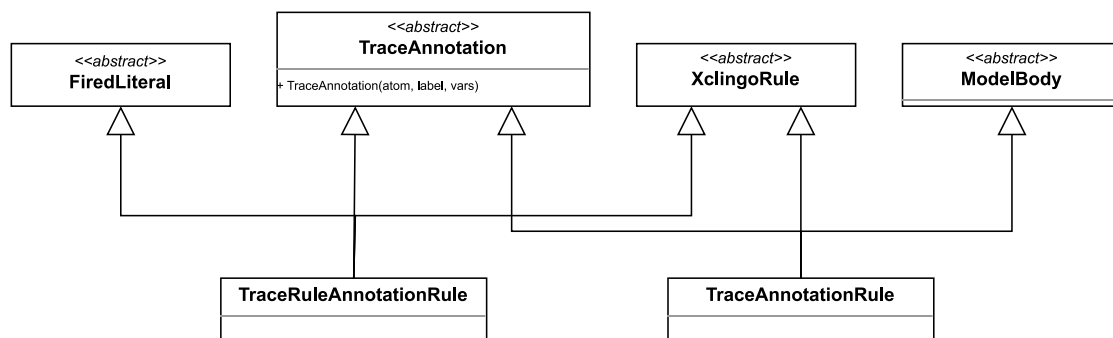 <<abstract>>
FiredLiteral
<<abstract>>
TraceAnnotation
+ TraceAnnotation(atom, label, vars)
<<abstract>>
XclingoRule
<<abstract>>
ModelBody
TraceRuleAnnotationRule
TraceAnnotationRule